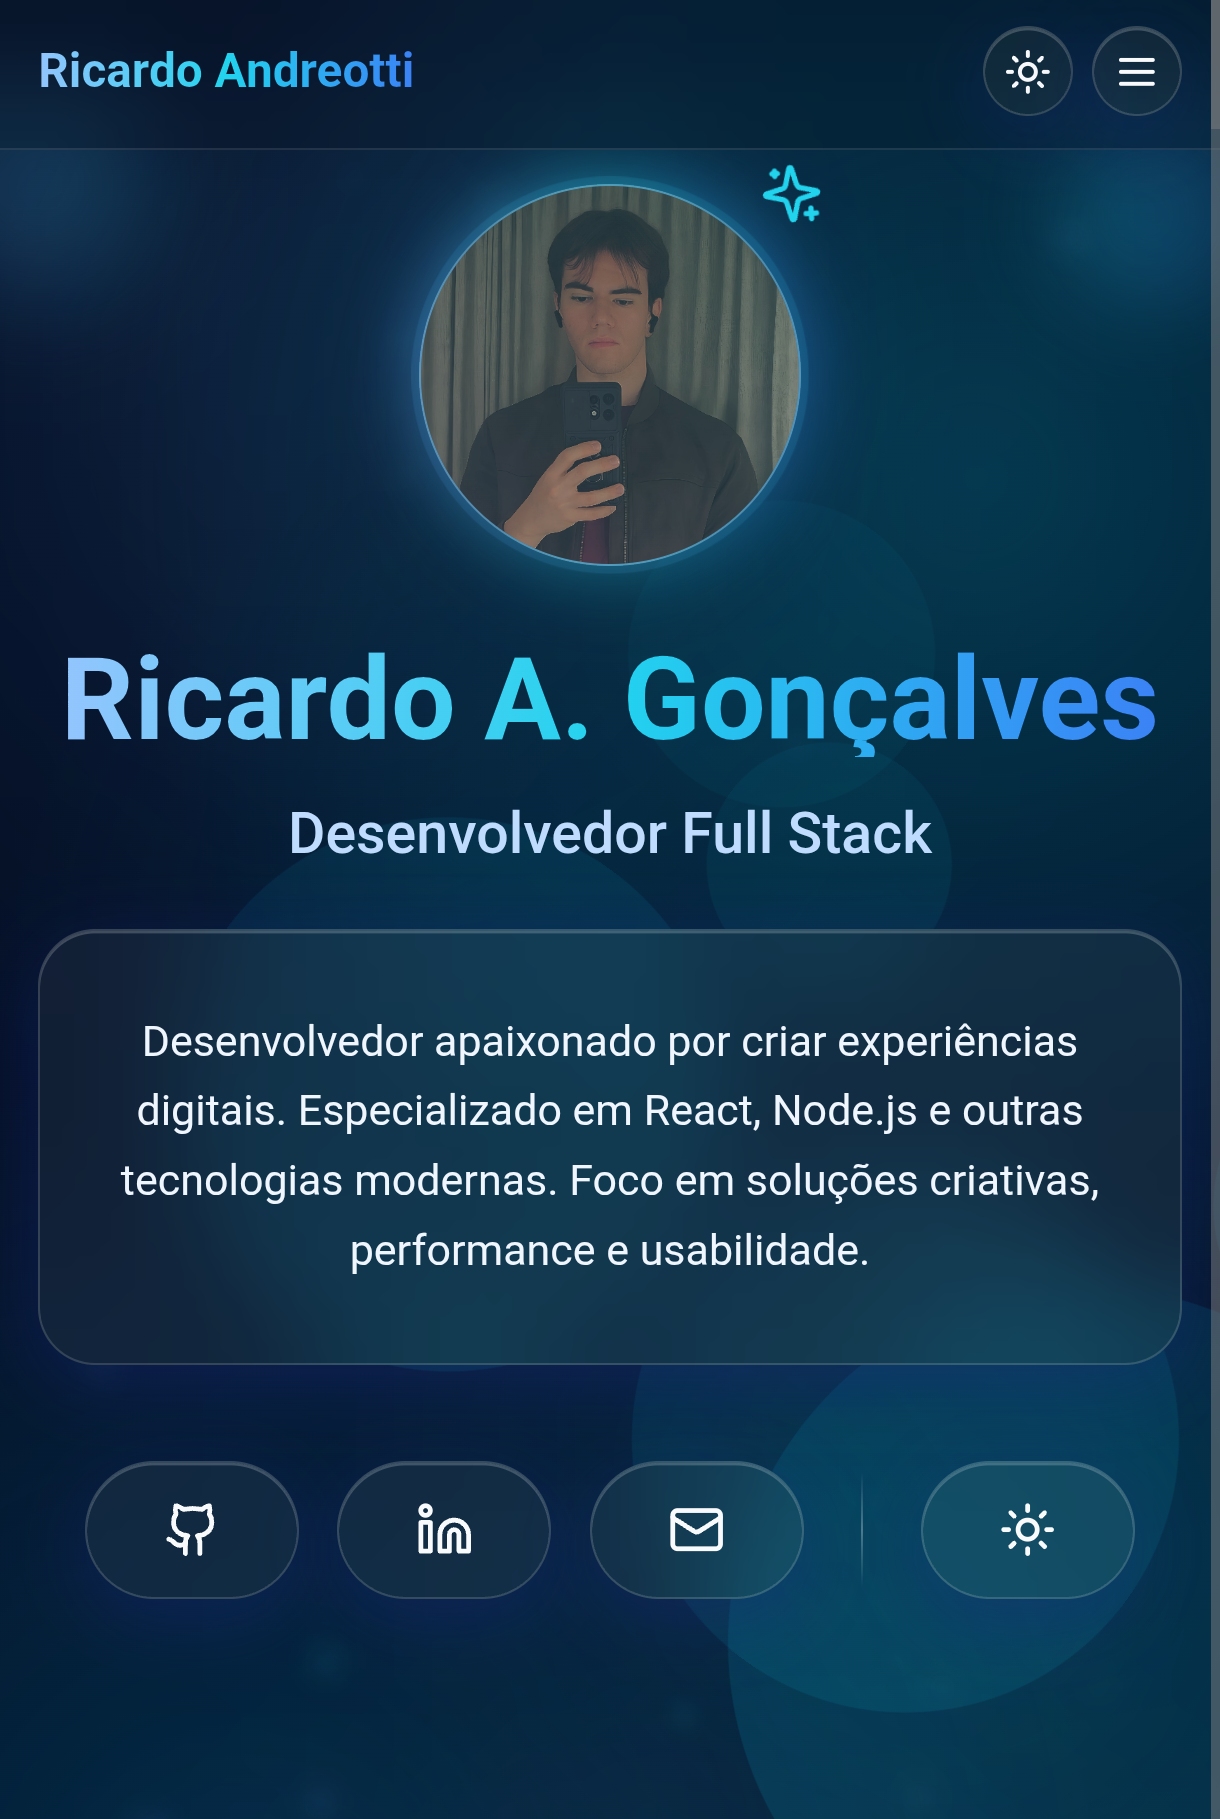 Ricardo Andreotti
Ricardo A. Gonçalves
Desenvolvedor Full Stack
Desenvolvedor apaixonado por criar experiências
digitais. Especializado em React, Node.js e outras
tecnologias modernas. Foco em soluções criativas,
performance e usabilidade.